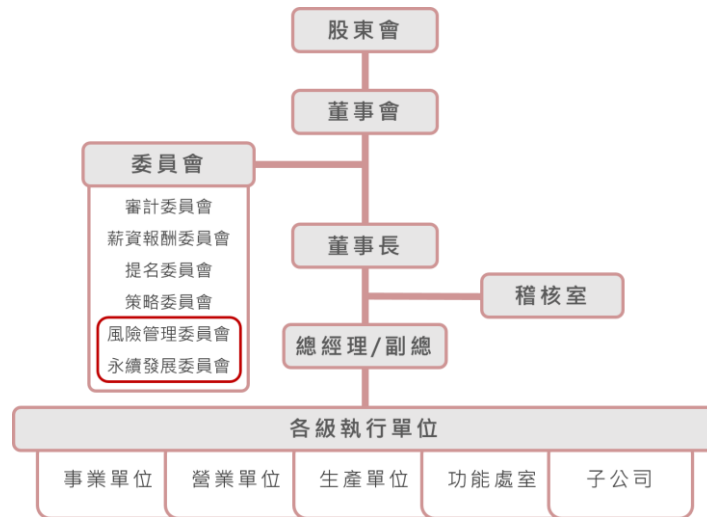 股東會
董事會
委員會
審計委員會
薪資報酬委員會
提名委員會
策略委員會
風險管理委員會
永續發展委員會
董事長
稽核室
總經理/副總
各級執行單位
事業單位
營業單位
生產單位
功能處室
子公司